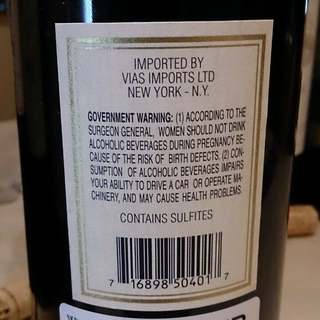 IMPORTED BY
VIAS IMPORTS LTD
NEW YORK - N.Y.
GOVERNMENT WARNING: (1) ACCORDING TO THE
SURGEON GENERAL, WOMEN SHOULD NOT DRINK
ALCOHOLIC BEVERAGES DURING PREGNANCY BE-
CAUSE OF THE RISK OF BIRTH DEFECTS. (2) CON-
SUMPTION OF ALCOHOLIC BEVERAGES IMPAIRS
YOUR ABILITY TO DRIVE A CAR OR OPERATE MA-
CHINERY, AND MAY CAUSE HEALTH PROBLEMS.
CONTAINS SULFITES
7 16898 50401 7